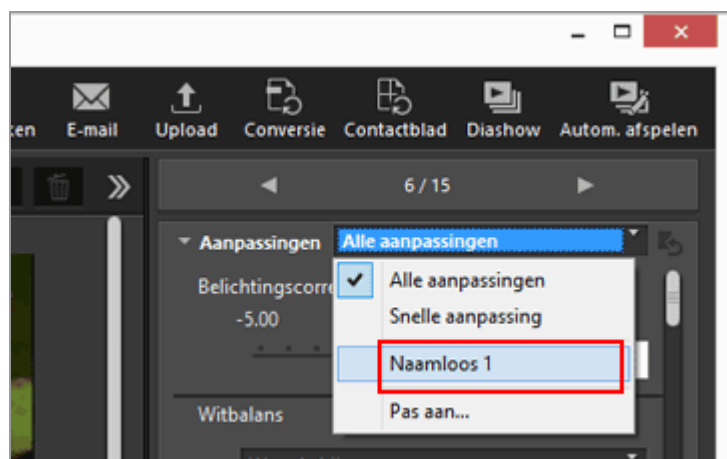 E-mail Upload Conversie Contactblad Diashow Autom. afspelen
6 / 15
Aanpassingen Alle aanpassingen
Alle aanpassingen
-5.00
Snelle aanpassing
Naamloos 1
Witbalans
Pas aan...